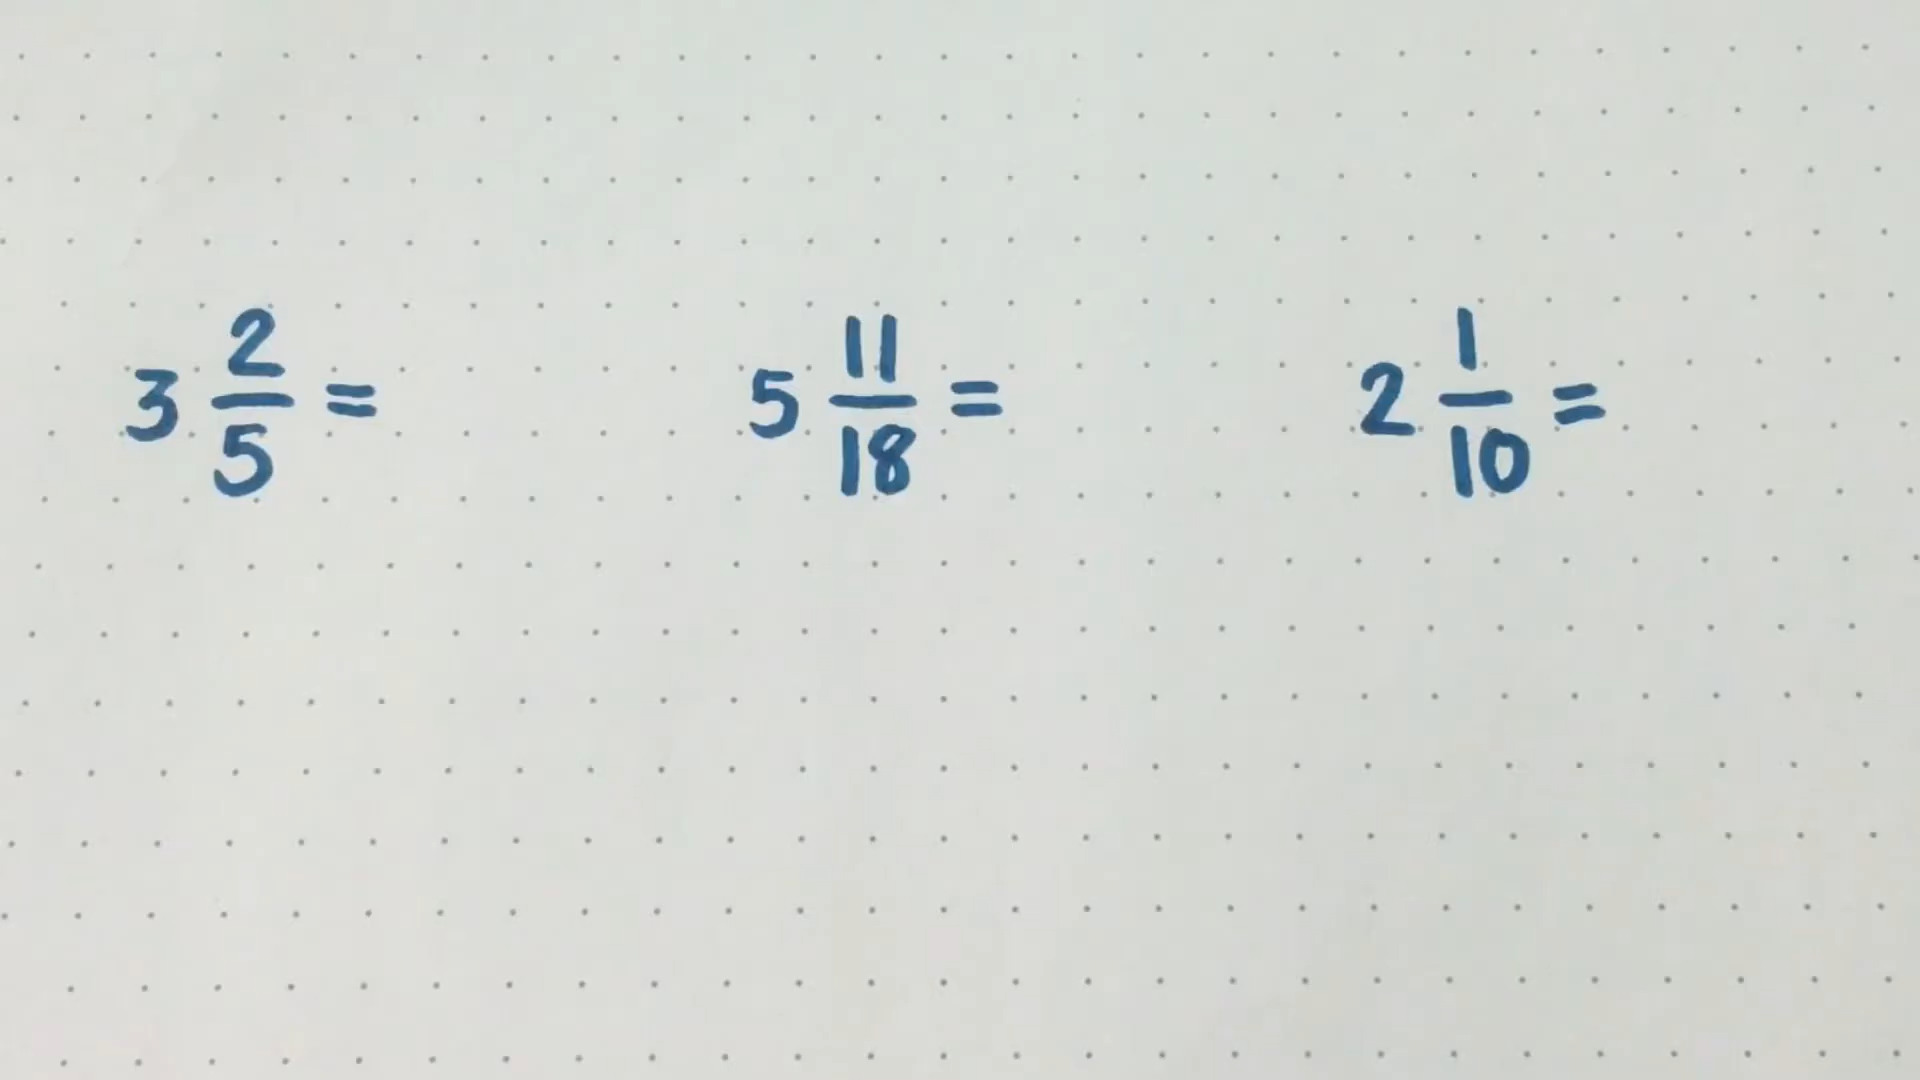 3 2/5 =
5 11/18 =
2 1/10 =